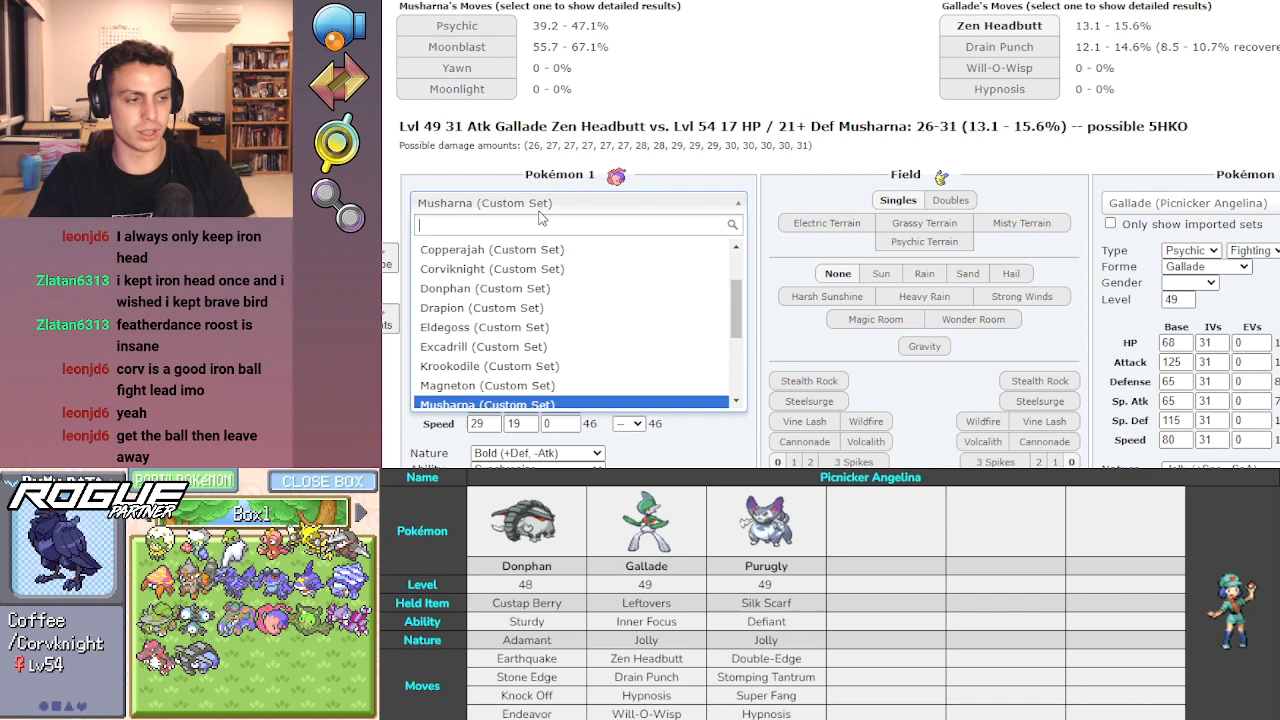 Musharna's Moves (select one to show detailed results)
Psychic 39.2 - 47.1%
Moonblast 55.7 - 67.1%
Yawn 0 - 0%
Moonlight 0 - 0%
Gallade's Moves (select one to show detailed results)
Zen Headbutt 13.1 - 15.6%
Drain Punch 12.1 - 14.6% (8.5 - 10.7% recovere
Will-O-Wisp 0 - 0%
Hypnosis 0 - 0%
Lvl 49 31 Atk Gallade Zen Headbutt vs. Lvl 54 17 HP / 21+ Def Musharna: 26-31 (13.1 - 15.6%) -- possible 5HKO
Possible damage amounts: (26, 27, 27, 27, 27, 27, 28, 28, 29, 29, 29, 30, 30, 30, 30, 31)
Pokémon 1
Musharna (Custom Set)
Copperajah (Custom Set)
Corviknight (Custom Set)
Donphan (Custom Set)
Drapion (Custom Set)
Eldegoss (Custom Set)
Excadrill (Custom Set)
Krookodile (Custom Set)
Magneton (Custom Set)
Musharna (Custom Set)
Speed 29 19 0 46 -- 46
Nature Bold (+Def, -Atk)
Field
Singles Doubles
Electric Terrain Grassy Terrain Misty Terrain
Psychic Terrain
None Sun Rain Sand Hail
Harsh Sunshine Heavy Rain Strong Winds
Magic Room Wonder Room
Gravity
Stealth Rock Stealth Rock
Steelsurge Steelsurge
Vine Lash Wildfire Wildfire Vine Lash
Cannonade Volcalith Volcalith Cannonade
0 1 2 3 Spikes 3 Spikes 2 1 0
Pokémon
Gallade (Picnicker Angelina)
Only show imported sets
Type Psychic Fighting
Forme Gallade
Gender
Level 49
Base IVs EVs
HP 68 31 0
Attack 125 31 0
Defense 65 31 0
Sp. Atk 65 31 0
Sp. Def 115 31 0
Speed 80 31 0
leonjd6 I always only keep iron
head
Zlatan6313 i kept iron head once and i
wished i kept brave bird
Zlatan6313 featherdance roost is
insane
leonjd6 corv is a good iron ball
fight lead imo
leonjd6 yeah
leonjd6 get the ball then leave
away
PARTY POKéMON
CLOSE BOX
ROGUE
PARTNER
Box1
Coffee
/Corvknight
♀Lv54
Name Picnicker Angelina
Pokémon Donphan Gallade Purugly
Level 48 49 49
Held Item Custap Berry Leftovers Silk Scarf
Ability Sturdy Inner Focus Defiant
Nature Adamant Jolly Jolly
Moves
Earthquake Zen Headbutt Double-Edge
Stone Edge Drain Punch Stomping Tantrum
Knock Off Hypnosis Super Fang
Endeavor Will-O-Wisp Hypnosis